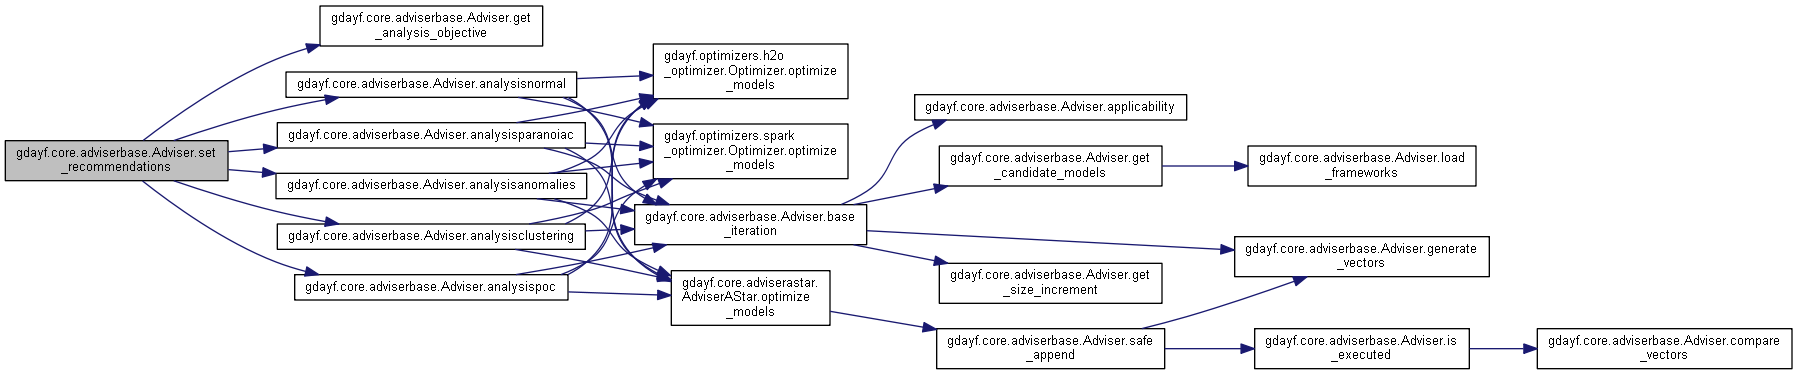 gdayf.core.adviserbase.Adviser.set
_recommendations
gdayf.core.adviserbase.Adviser.get
_analysis_objective
gdayf.core.adviserbase.Adviser.analysisnormal
gdayf.core.adviserbase.Adviser.analysisparanoiac
gdayf.core.adviserbase.Adviser.analysisanomalies
gdayf.core.adviserbase.Adviser.analysisclustering
gdayf.core.adviserbase.Adviser.analysispoc
gdayf.optimizers.h2o
_optimizer.Optimizer.optimize
_models
gdayf.optimizers.spark
_optimizer.Optimizer.optimize
_models
gdayf.core.adviserbase.Adviser.base
_iteration
gdayf.core.adviserastar.
AdviserAStar.optimize
_models
gdayf.core.adviserbase.Adviser.applicability
gdayf.core.adviserbase.Adviser.get
_candidate_models
gdayf.core.adviserbase.Adviser.get
_size_increment
gdayf.core.adviserbase.Adviser.safe
_append
gdayf.core.adviserbase.Adviser.load
_frameworks
gdayf.core.adviserbase.Adviser.generate
_vectors
gdayf.core.adviserbase.Adviser.is
_executed
gdayf.core.adviserbase.Adviser.compare
_vectors